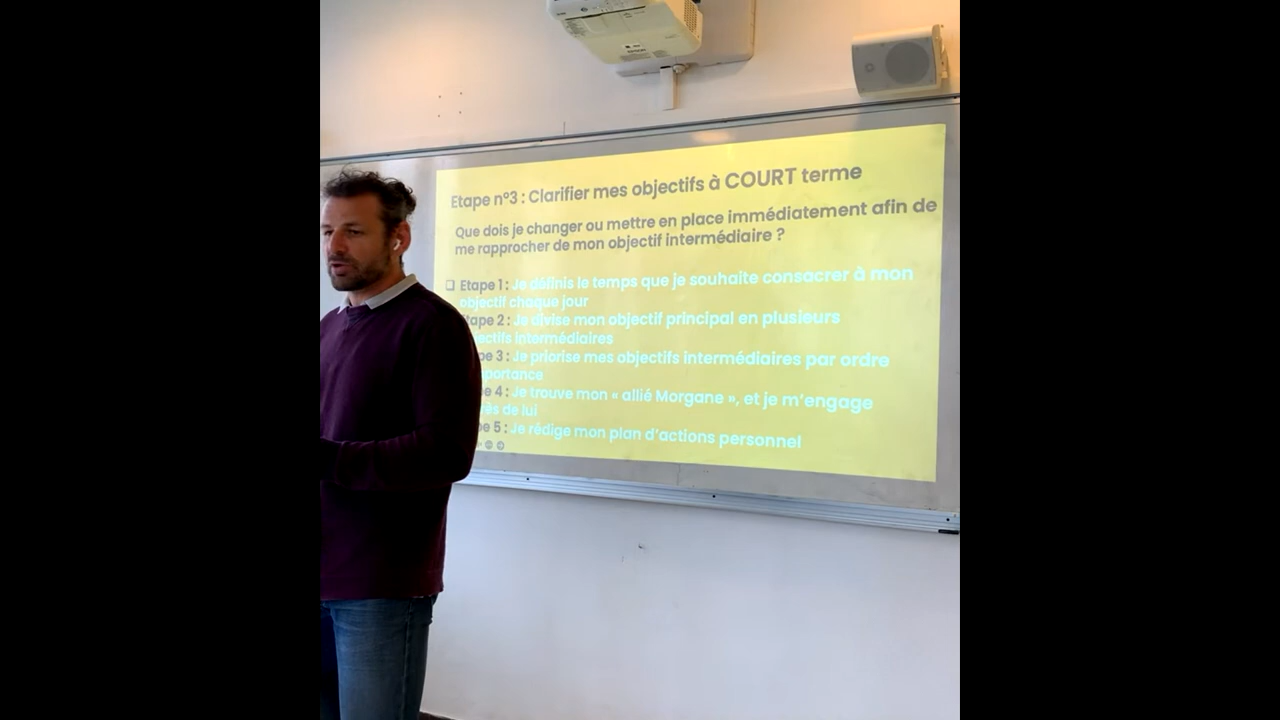 Etape n°3 : Clarifier mes objectifs à COURT terme
Que dois je changer ou mettre en place immédiatement afin de
me rapprocher de mon objectif intermédiaire ?
Etape 1 : Je définis le temps que je souhaite consacrer à mon
objectif chaque jour
Etape 2 : Je divise mon objectif principal en plusieurs
intermédiaires
3 : Je priorise mes objectifs intermédiaires par ordre
4 : Je trouve mon « allié Morgane », et je m'engage
de lui
5 : Je rédige mon plan d'actions personnel